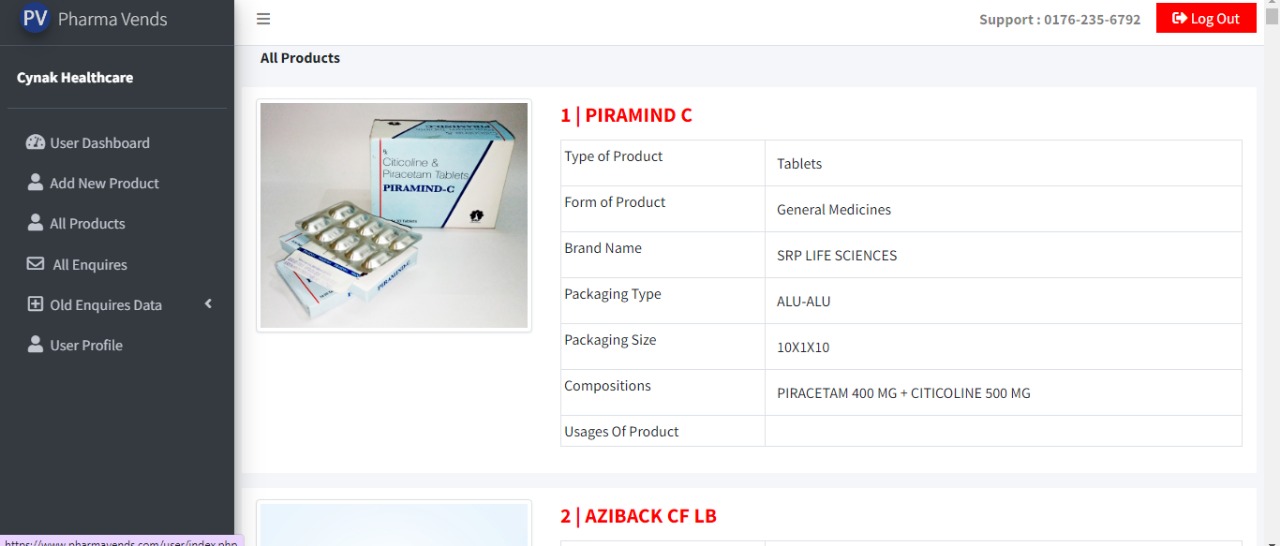 PV Pharma Vends
Support : 0176-235-6792
Log Out
Cynak Healthcare
User Dashboard
Add New Product
All Products
All Enquires
Old Enquires Data
User Profile
https://www.pharmavends.com/user/index.php
All Products
Citicoline &
Piracetam Tablets
PIRAMIND-C
PIRAMIND-C
1 | PIRAMIND C
Type of Product Tablets
Form of Product General Medicines
Brand Name SRP LIFE SCIENCES
Packaging Type ALU-ALU
Packaging Size 10X1X10
Compositions PIRACETAM 400 MG + CITICOLINE 500 MG
Usages Of Product
2 | AZIBACK CF LB